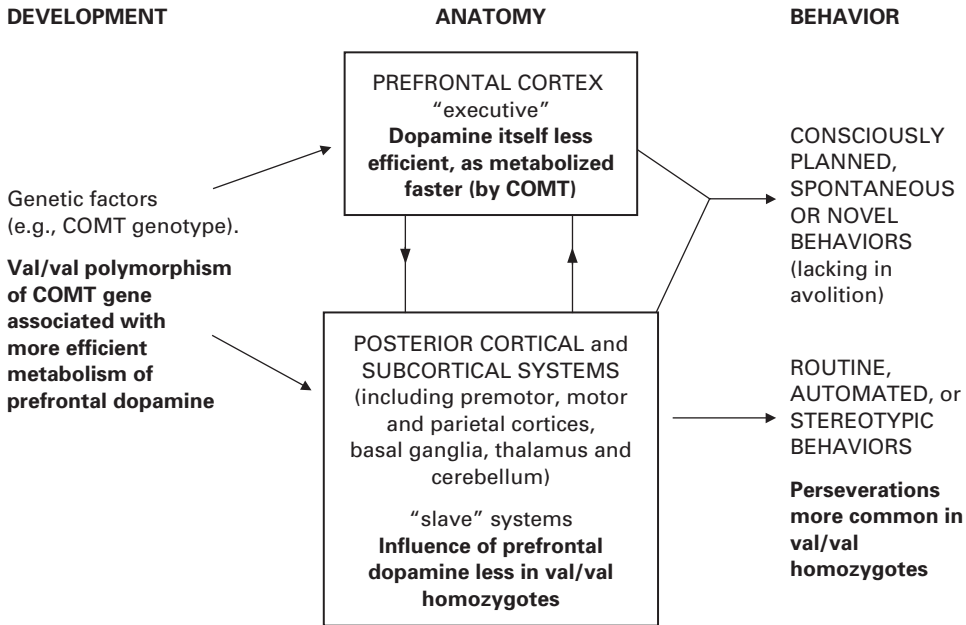 DEVELOPMENT
ANATOMY
BEHAVIOR
Genetic factors
(e.g., COMT genotype).
Val/val polymorphism
of COMT gene
associated with
more efficient
metabolism of
prefrontal dopamine
PREFRONTAL CORTEX
“executive”
Dopamine itself less
efficient, as metabolized
faster (by COMT)
POSTERIOR CORTICAL and
SUBCORTICAL SYSTEMS
(including premotor, motor
and parietal cortices,
basal ganglia, thalamus and
cerebellum)
“slave” systems
Influence of prefrontal
dopamine less in val/val
homozygotes
CONSCIOUSLY
PLANNED,
SPONTANEOUS
OR NOVEL
BEHAVIORS
(lacking in
avolition)
ROUTINE,
AUTOMATED, or
STEREOTYPIC
BEHAVIORS
Perseverations
more common in
val/val
homozygotes